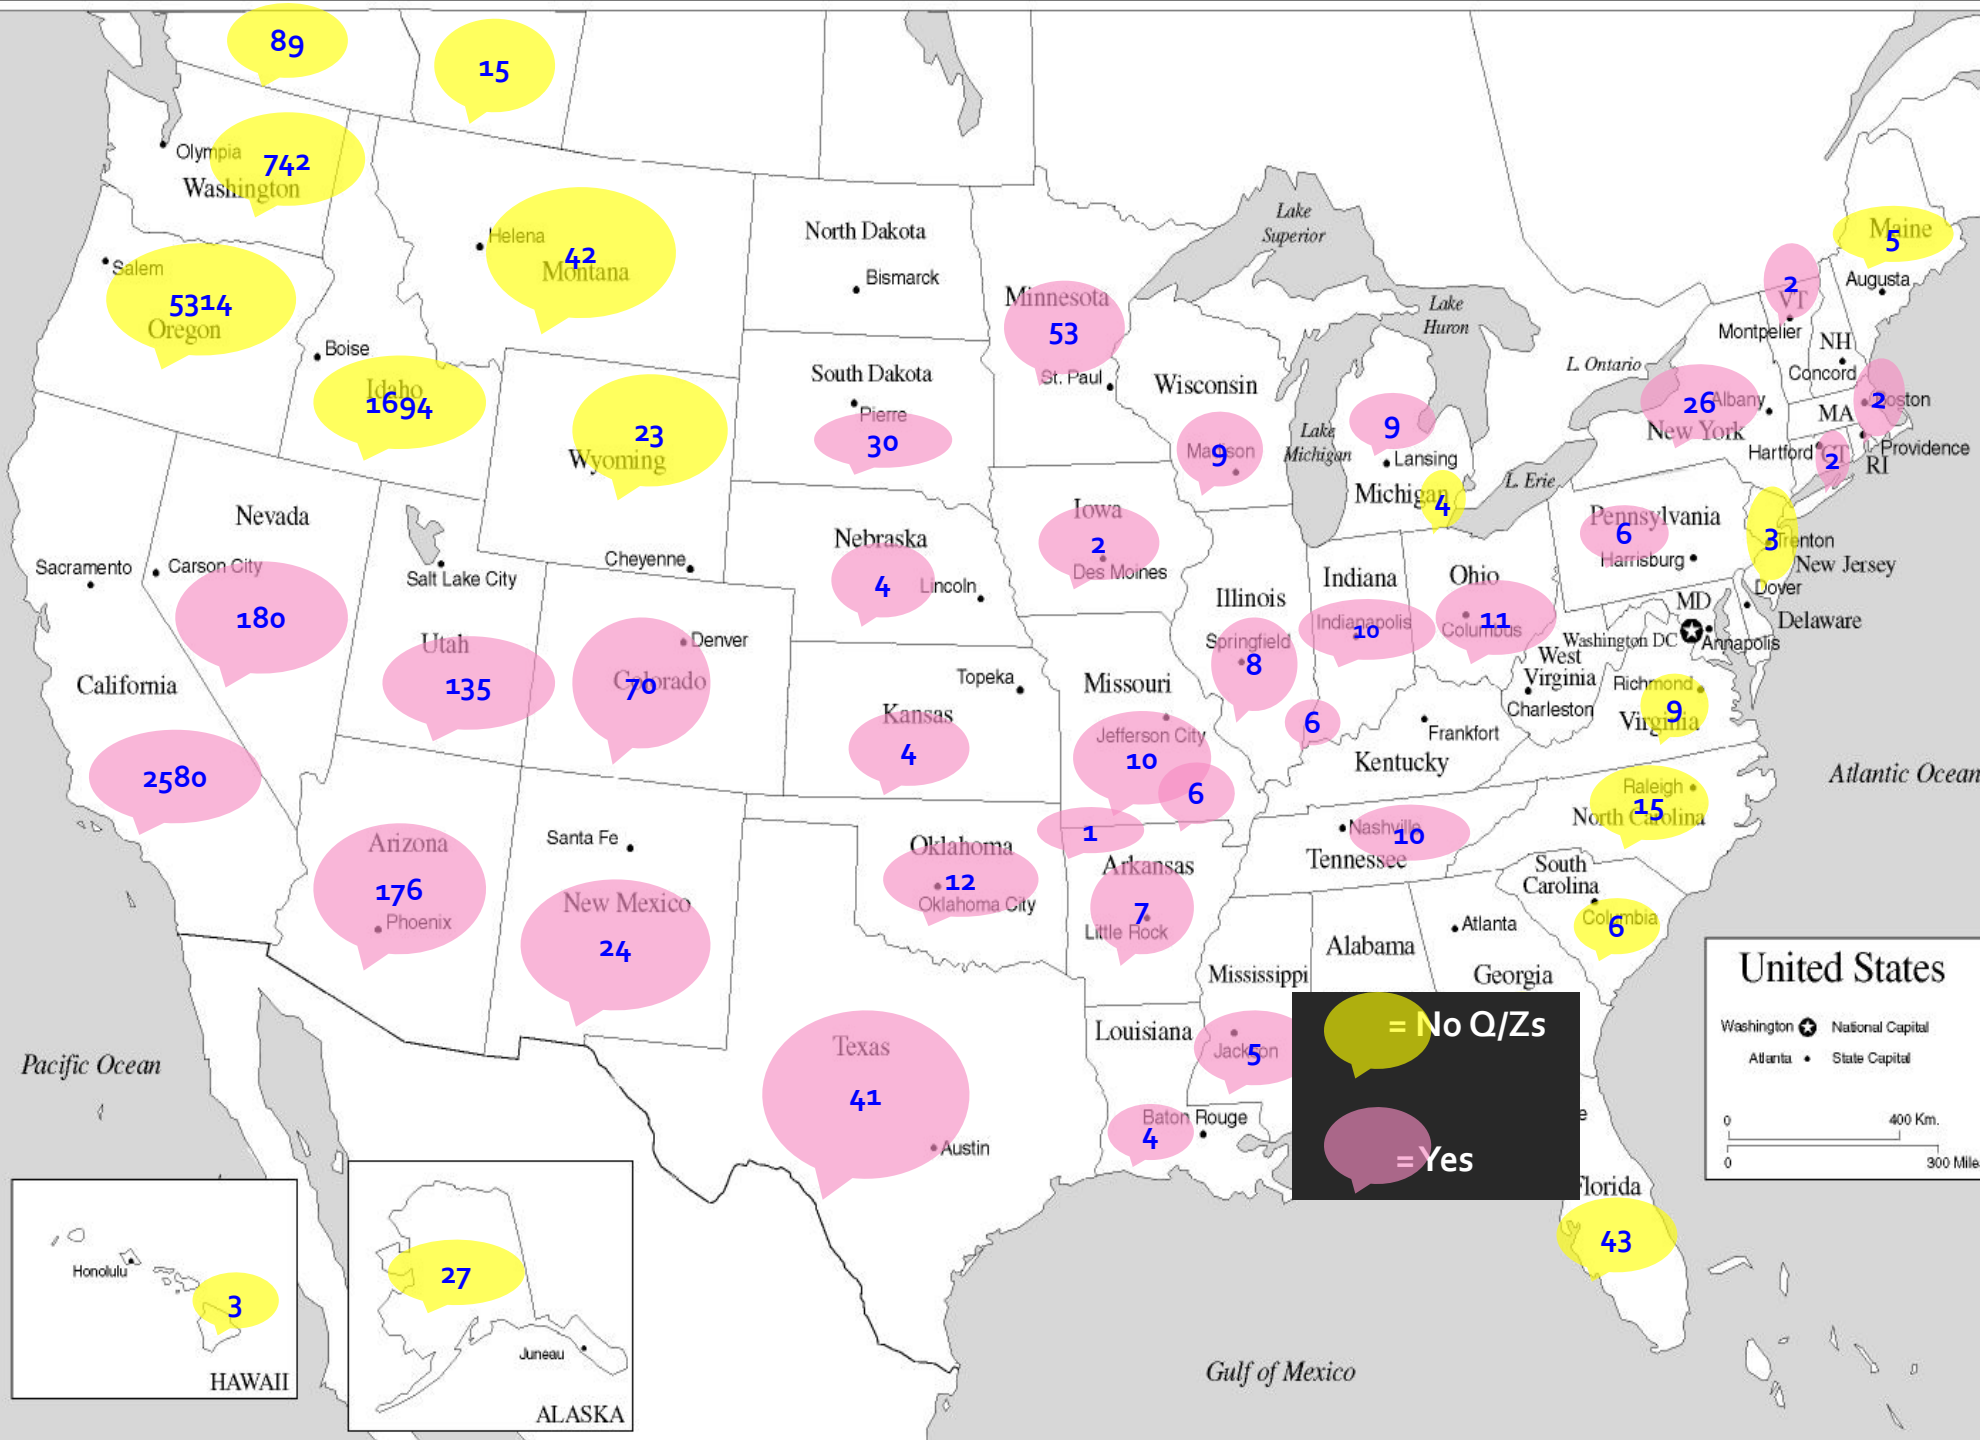 89
15
Olympia
742
Washington
Helena
42
Montana
North Dakota
Bismarck
Lake
Superior
Maine
5
Augusta
Salem
5314
Oregon
Minnesota
53
St. Paul
Lake
Huron
2
VT
Montpelier
NH
Concord
Boise
Idaho
1694
23
Wyoming
South Dakota
Pierre
30
Wisconsin
Madison
9
Lake
Michigan
9
Lansing
Michigan
4
L. Ontario
L. Erie
26
Albany
New York
MA
2
Boston
Hartford
CT
2
Providence
RI
Nevada
Sacramento
Carson City
180
Salt Lake City
Cheyenne
Nebraska
4
Lincoln
Iowa
2
Des Moines
Pennsylvania
6
Harrisburg
3
Trenton
New Jersey
Dover
Delaware
MD
Washington DC
Annapolis
Illinois
Springfield
8
Indiana
Indianapolis
10
Ohio
11
Columbus
West
Virginia
Charleston
Richmond
9
Virginia
California
2580
Utah
135
Denver
Colorado
70
Topeka
Kansas
4
Missouri
Jefferson City
10
6
6
Frankfort
Kentucky
Atlantic Ocean
Raleigh
15
North Carolina
Arizona
176
Phoenix
Santa Fe
New Mexico
24
Oklahoma
12
Oklahoma City
1
Arkansas
7
Little Rock
Nashville
10
Tennessee
South
Carolina
Columbia
6
Mississippi
Alabama
Atlanta
Georgia
Pacific Ocean
Texas
41
Austin
Louisiana
Jackson
5
Baton Rouge
4
= No Q/Zs
= Yes
e
Florida
43
United States
Washington National Capital
Atlanta State Capital
0 400 Km.
0 300 Mile
Honolulu
3
HAWAII
27
Juneau
ALASKA
Gulf of Mexico